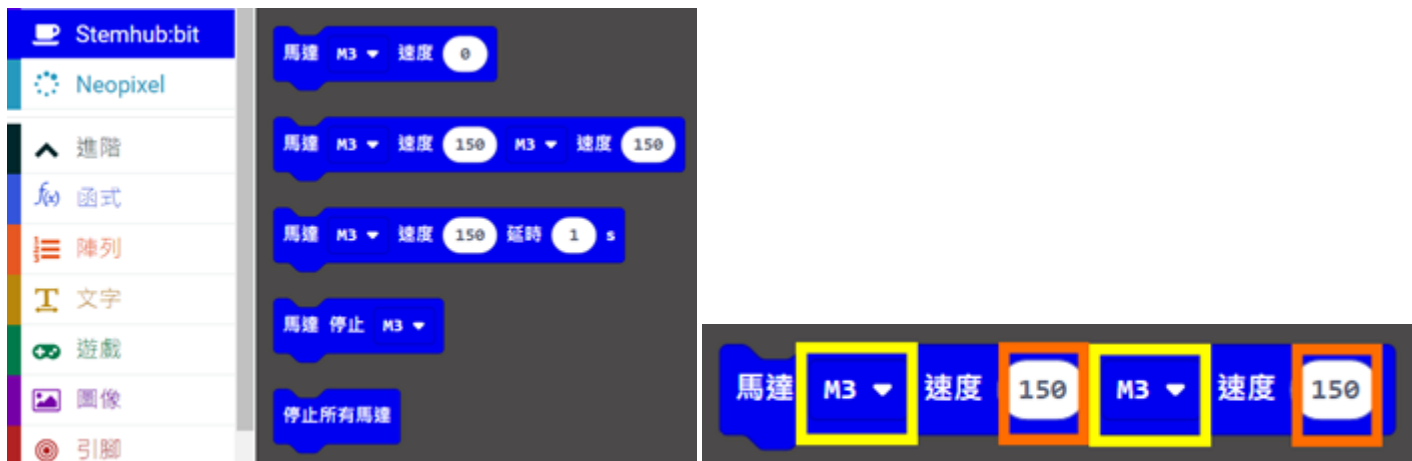 Stemhub:bit
Neopixel
進階
f(x) 函式
陣列
T 文字
遊戲
圖像
引腳
馬達 M3 速度 0
馬達 M3 速度 150 M3 速度 150
馬達 M3 速度 150 延時 1 s
馬達 停止 M3
停止所有馬達
馬達 M3 速度 150 M3 速度 150